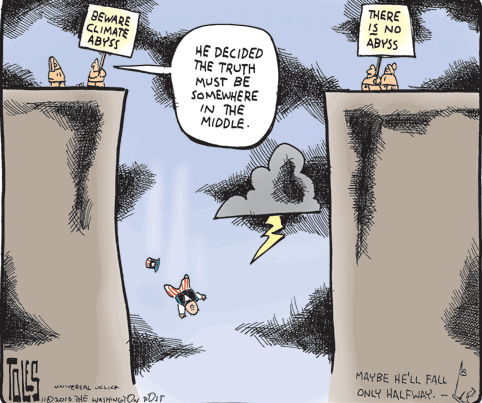 BEWARE
CLIMATE
ABYSS
HE DECIDED
THE TRUTH
MUST BE
SOMEWHERE
IN THE
MIDDLE.
THERE
IS NO
ABYSS
TOLES
UNIVERSAL UCLICK
©2015 THE WASHINGTON POST
MAYBE HE'LL FALL
ONLY HALFWAY. —